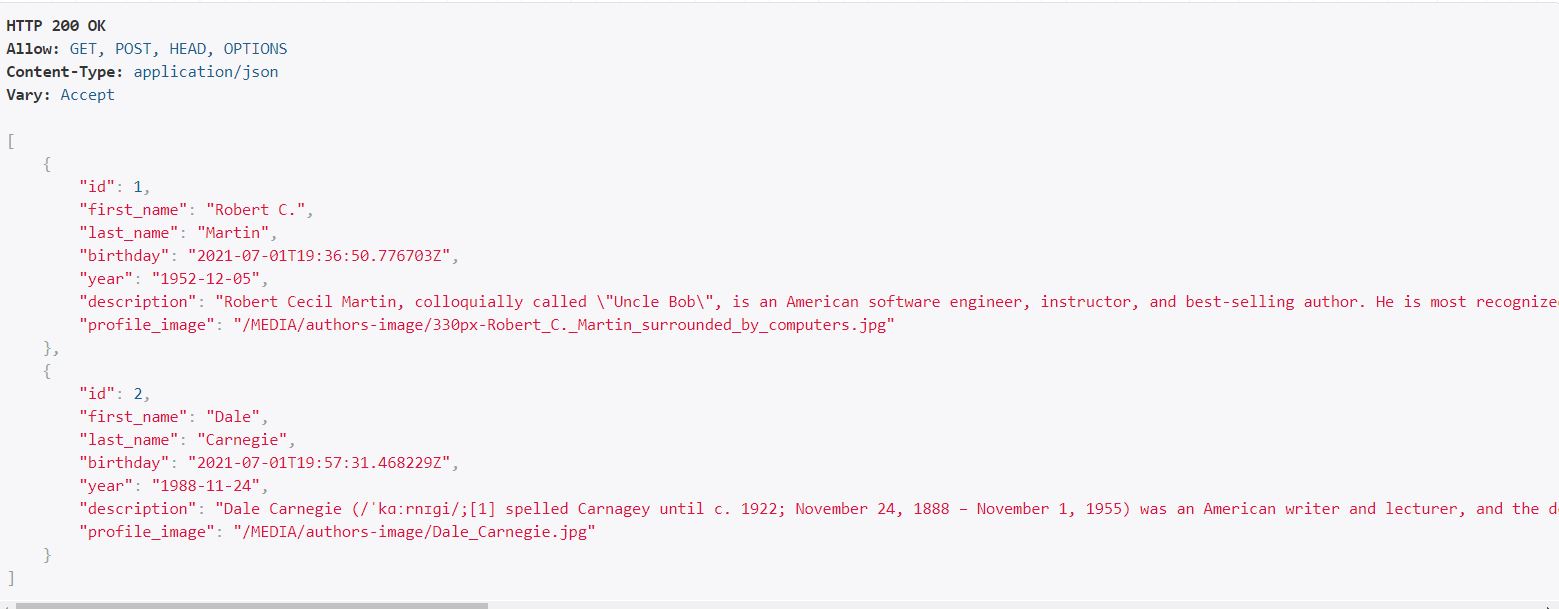 HTTP 200 OK
Allow: GET, POST, HEAD, OPTIONS
Content-Type: application/json
Vary: Accept
[
{
"id": 1,
"first_name": "Robert C.",
"last_name": "Martin",
"birthday": "2021-07-01T19:36:50.776703Z",
"year": "1952-12-05",
"description": "Robert Cecil Martin, colloquially called \"Uncle Bob\", is an American software engineer, instructor, and best-selling author. He is most recognize
"profile_image": "/MEDIA/authors-image/330px-Robert_C._Martin_surrounded_by_computers.jpg"
},
{
"id": 2,
"first_name": "Dale",
"last_name": "Carnegie",
"birthday": "2021-07-01T19:57:31.468229Z",
"year": "1988-11-24",
"description": "Dale Carnegie (/ˈkɑːrnɪɡi/;[1] spelled Carnagey until c. 1922; November 24, 1888 – November 1, 1955) was an American writer and lecturer, and the d
"profile_image": "/MEDIA/authors-image/Dale_Carnegie.jpg"
}
]